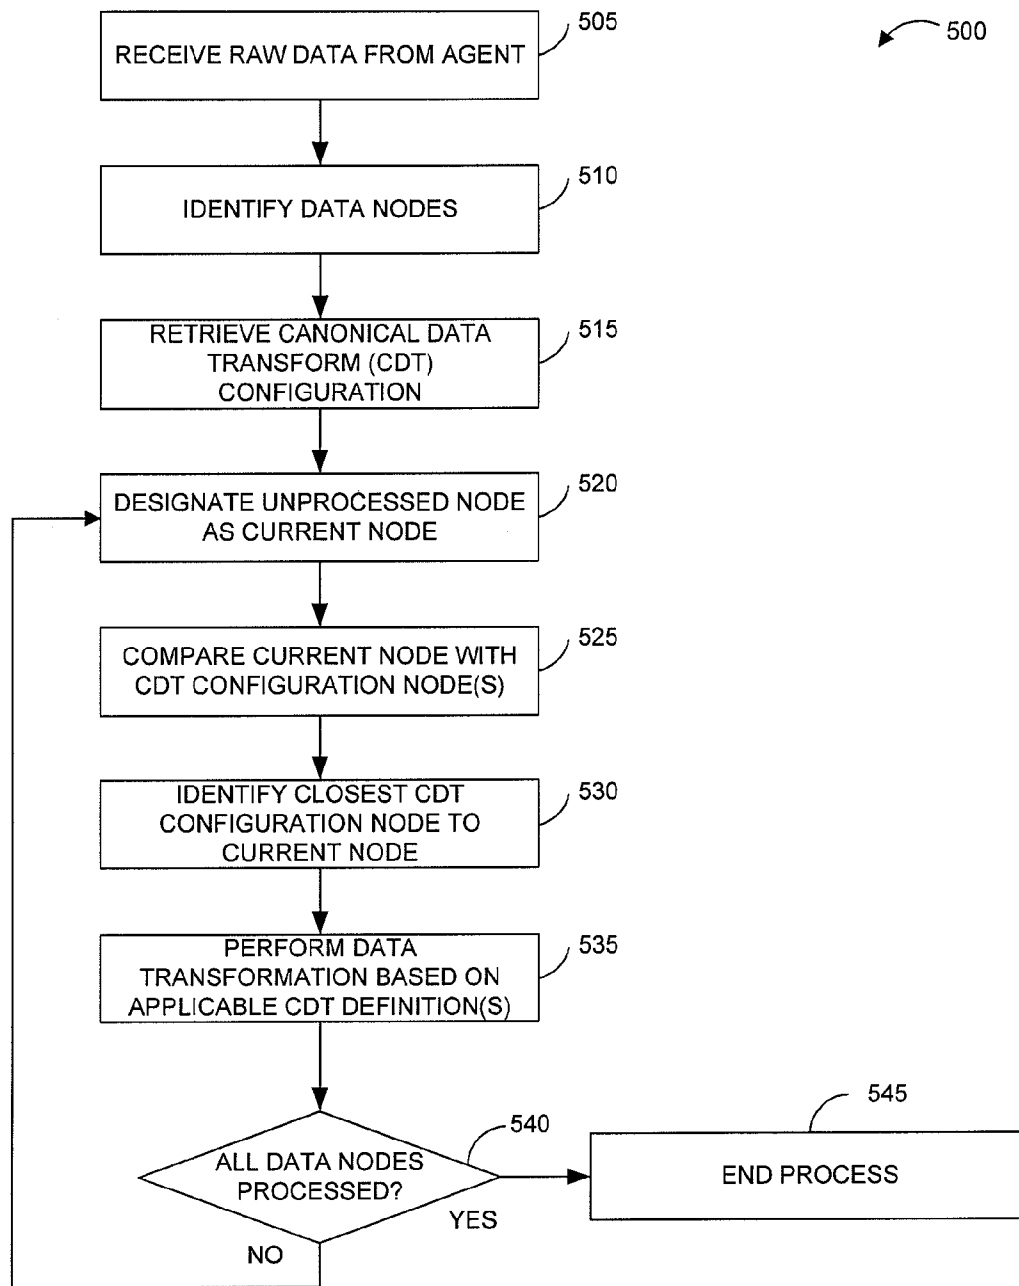 500
505
RECEIVE RAW DATA FROM AGENT
510
IDENTIFY DATA NODES
515
RETRIEVE CANONICAL DATA
TRANSFORM (CDT)
CONFIGURATION
520
DESIGNATE UNPROCESSED NODE
AS CURRENT NODE
525
COMPARE CURRENT NODE WITH
CDT CONFIGURATION NODE(S)
530
IDENTIFY CLOSEST CDT
CONFIGURATION NODE TO
CURRENT NODE
535
PERFORM DATA
TRANSFORMATION BASED ON
APPLICABLE CDT DEFINITION(S)
540
ALL DATA NODES
PROCESSED?
YES
NO
545
END PROCESS